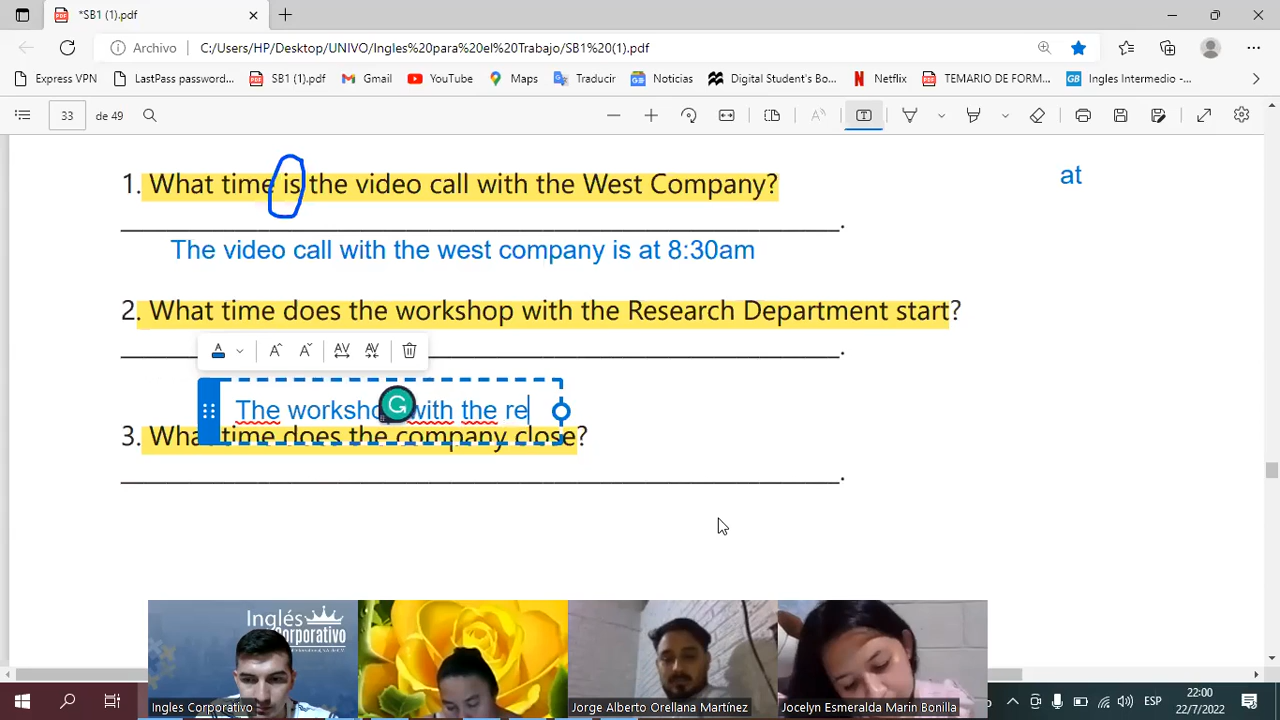 *SB1 (1).pdf
Archivo C:/Users/HP/Desktop/UNIVO/Ingles%20para%20el%20Trabajo/SB1%20(1).pdf
Express VPN LastPass password... SB1 (1).pdf Gmail YouTube Maps Traducir Noticias Digital Student's Bo... Netflix TEMARIO DE FORM... Ingles Intermedio -...
33 de 49
1. What time is the video call with the West Company?
at
The video call with the west company is at 8:30am
2. What time does the workshop with the Research Department start?
The workshop with the re
3. What time does the company close?
Inglés
Corporativo
Ingles Corporativo
Jorge Alberto Orellana Martínez
Jocelyn Esmeralda Marin Bonilla
ESP
22:00
22/7/2022